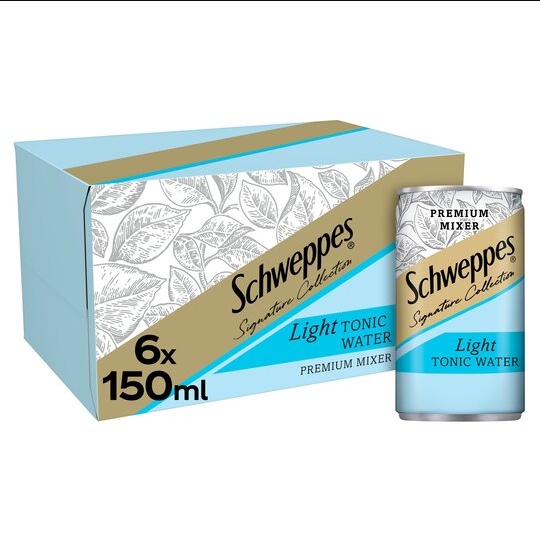 Schweppes®
Signature Collection
Light TONIC
WATER
PREMIUM MIXER
6x
150ml
PREMIUM
MIXER
Schweppes®
Signature Collection
Light
TONIC WATER